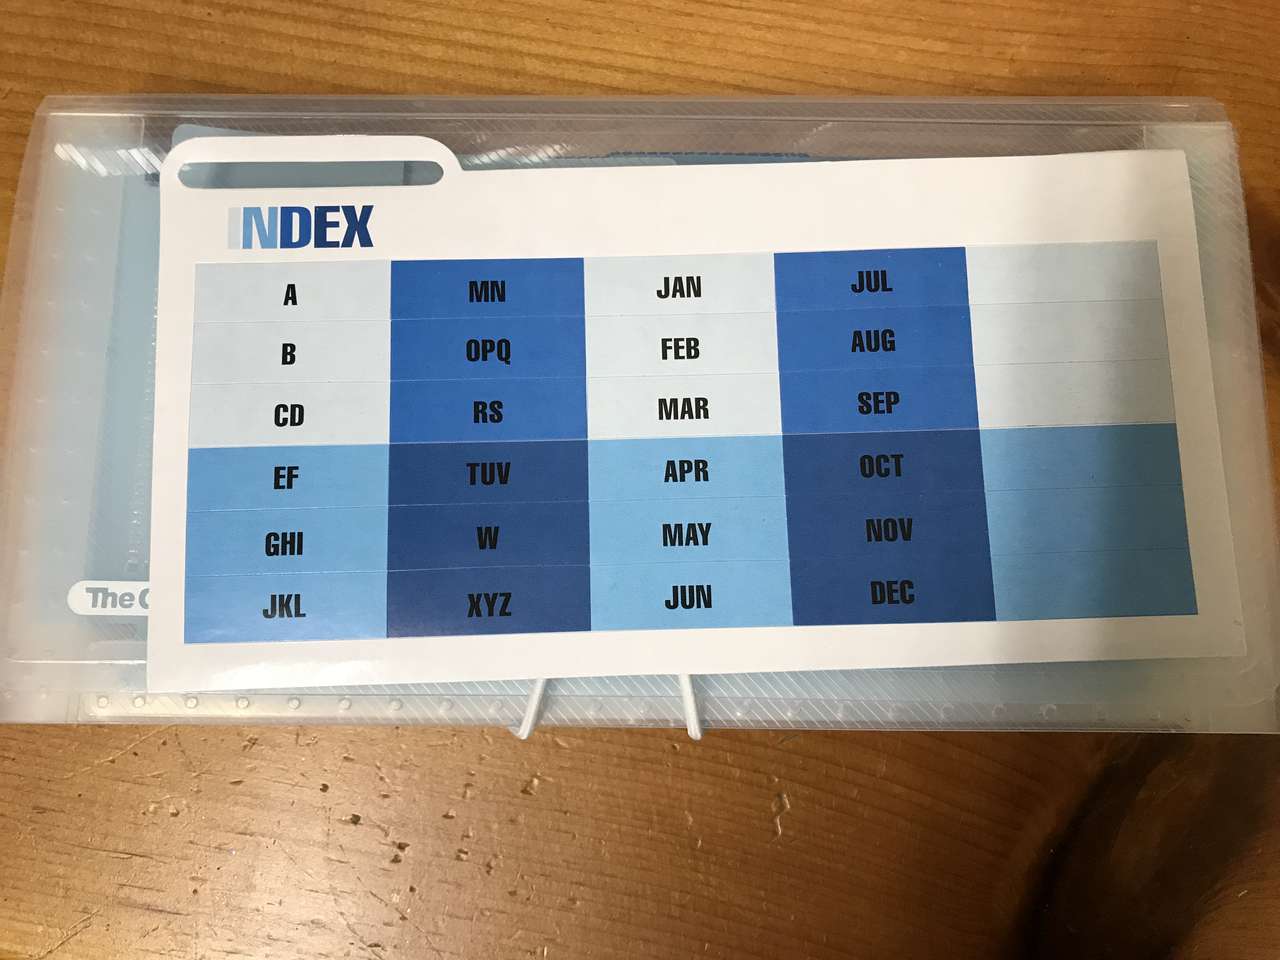 INDEX
A MN JAN JUL
B OPQ FEB AUG
CD RS MAR SEP
EF TUV APR OCT
GHI W MAY NOV
JKL XYZ JUN DEC
The